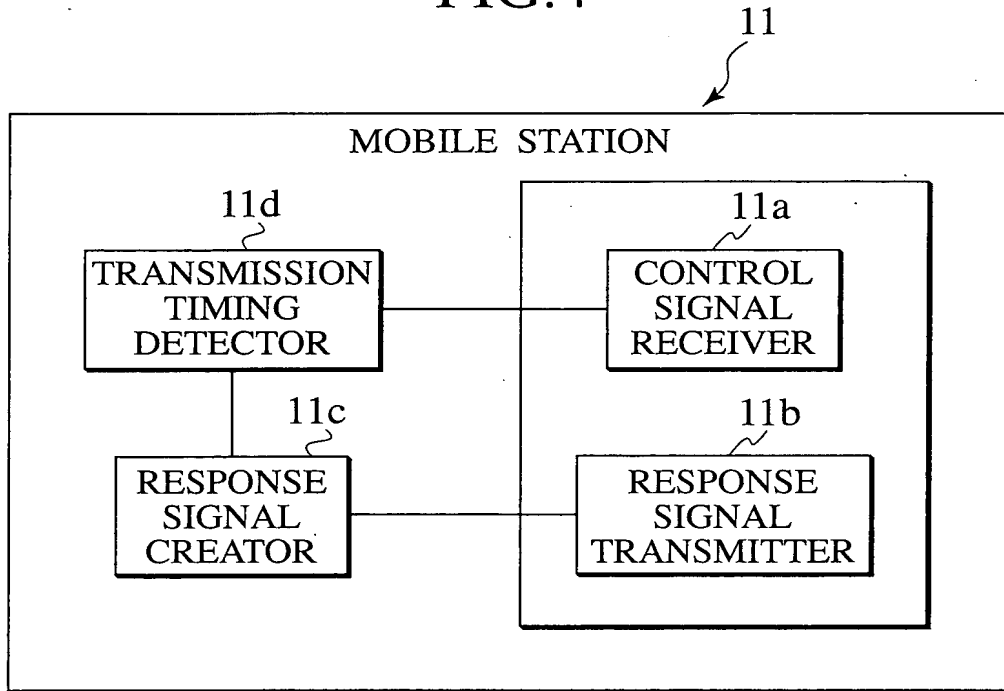 11
MOBILE STATION
11d
TRANSMISSION
TIMING
DETECTOR
11a
CONTROL
SIGNAL
RECEIVER
11c
RESPONSE
SIGNAL
CREATOR
11b
RESPONSE
SIGNAL
TRANSMITTER